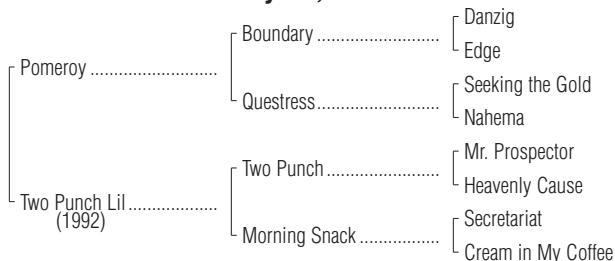 Danzig
Boundary ................................
Edge
Pomeroy .........................
Seeking the Gold
Questress................................
Nahema
Mr. Prospector
Two Punch .............................
Heavenly Cause
Two Punch Lil..................
(1992)
Secretariat
Morning Snack .....................
Cream in My Coffee